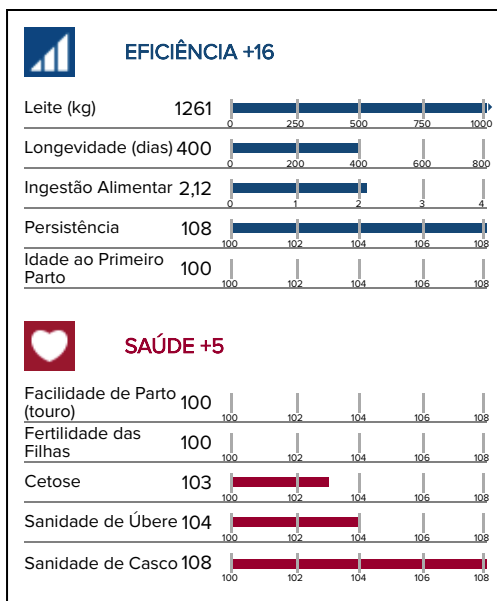 EFICIÊNCIA +16
Leite (kg) 1261
0 250 500 750 1000
Longevidade (dias) 400
0 200 400 600 800
Ingestão Alimentar 2,12
0 1 2 3 4
Persistência 108
100 102 104 106 108
Idade ao Primeiro
Parto 100
100 102 104 106 108
SAÚDE +5
Facilidade de Parto
(touro) 100
100 102 104 106 108
Fertilidade das
Filhas 100
100 102 104 106 108
Cetose 103
100 102 104 106 108
Sanidade de Úbere 104
100 102 104 106 108
Sanidade de Casco 108
100 102 104 106 108